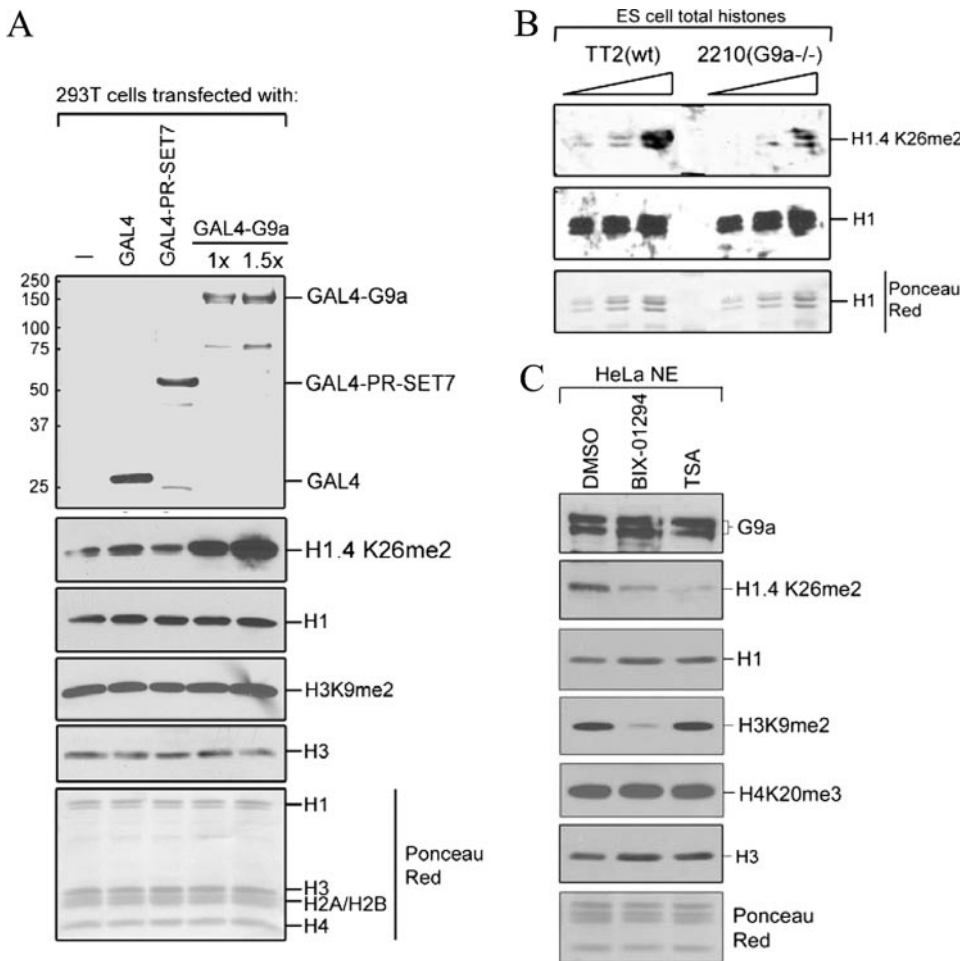 A
293T cells transfected with:
—
GAL4
GAL4-PR-SET7
GAL4-G9a
1x 1.5x
250
150
100
75
50
37
25
GAL4-G9a
GAL4-PR-SET7
GAL4
H1.4 K26me2
H1
H3K9me2
H3
H1
H3
H2A/H2B
H4
Ponceau
Red
B
ES cell total histones
TT2(wt) 2210(G9a-/-)
H1.4 K26me2
H1
H1
Ponceau
Red
C
HeLa NE
DMSO
BIX-01294
TSA
G9a
H1.4 K26me2
H1
H3K9me2
H4K20me3
H3
Ponceau
Red